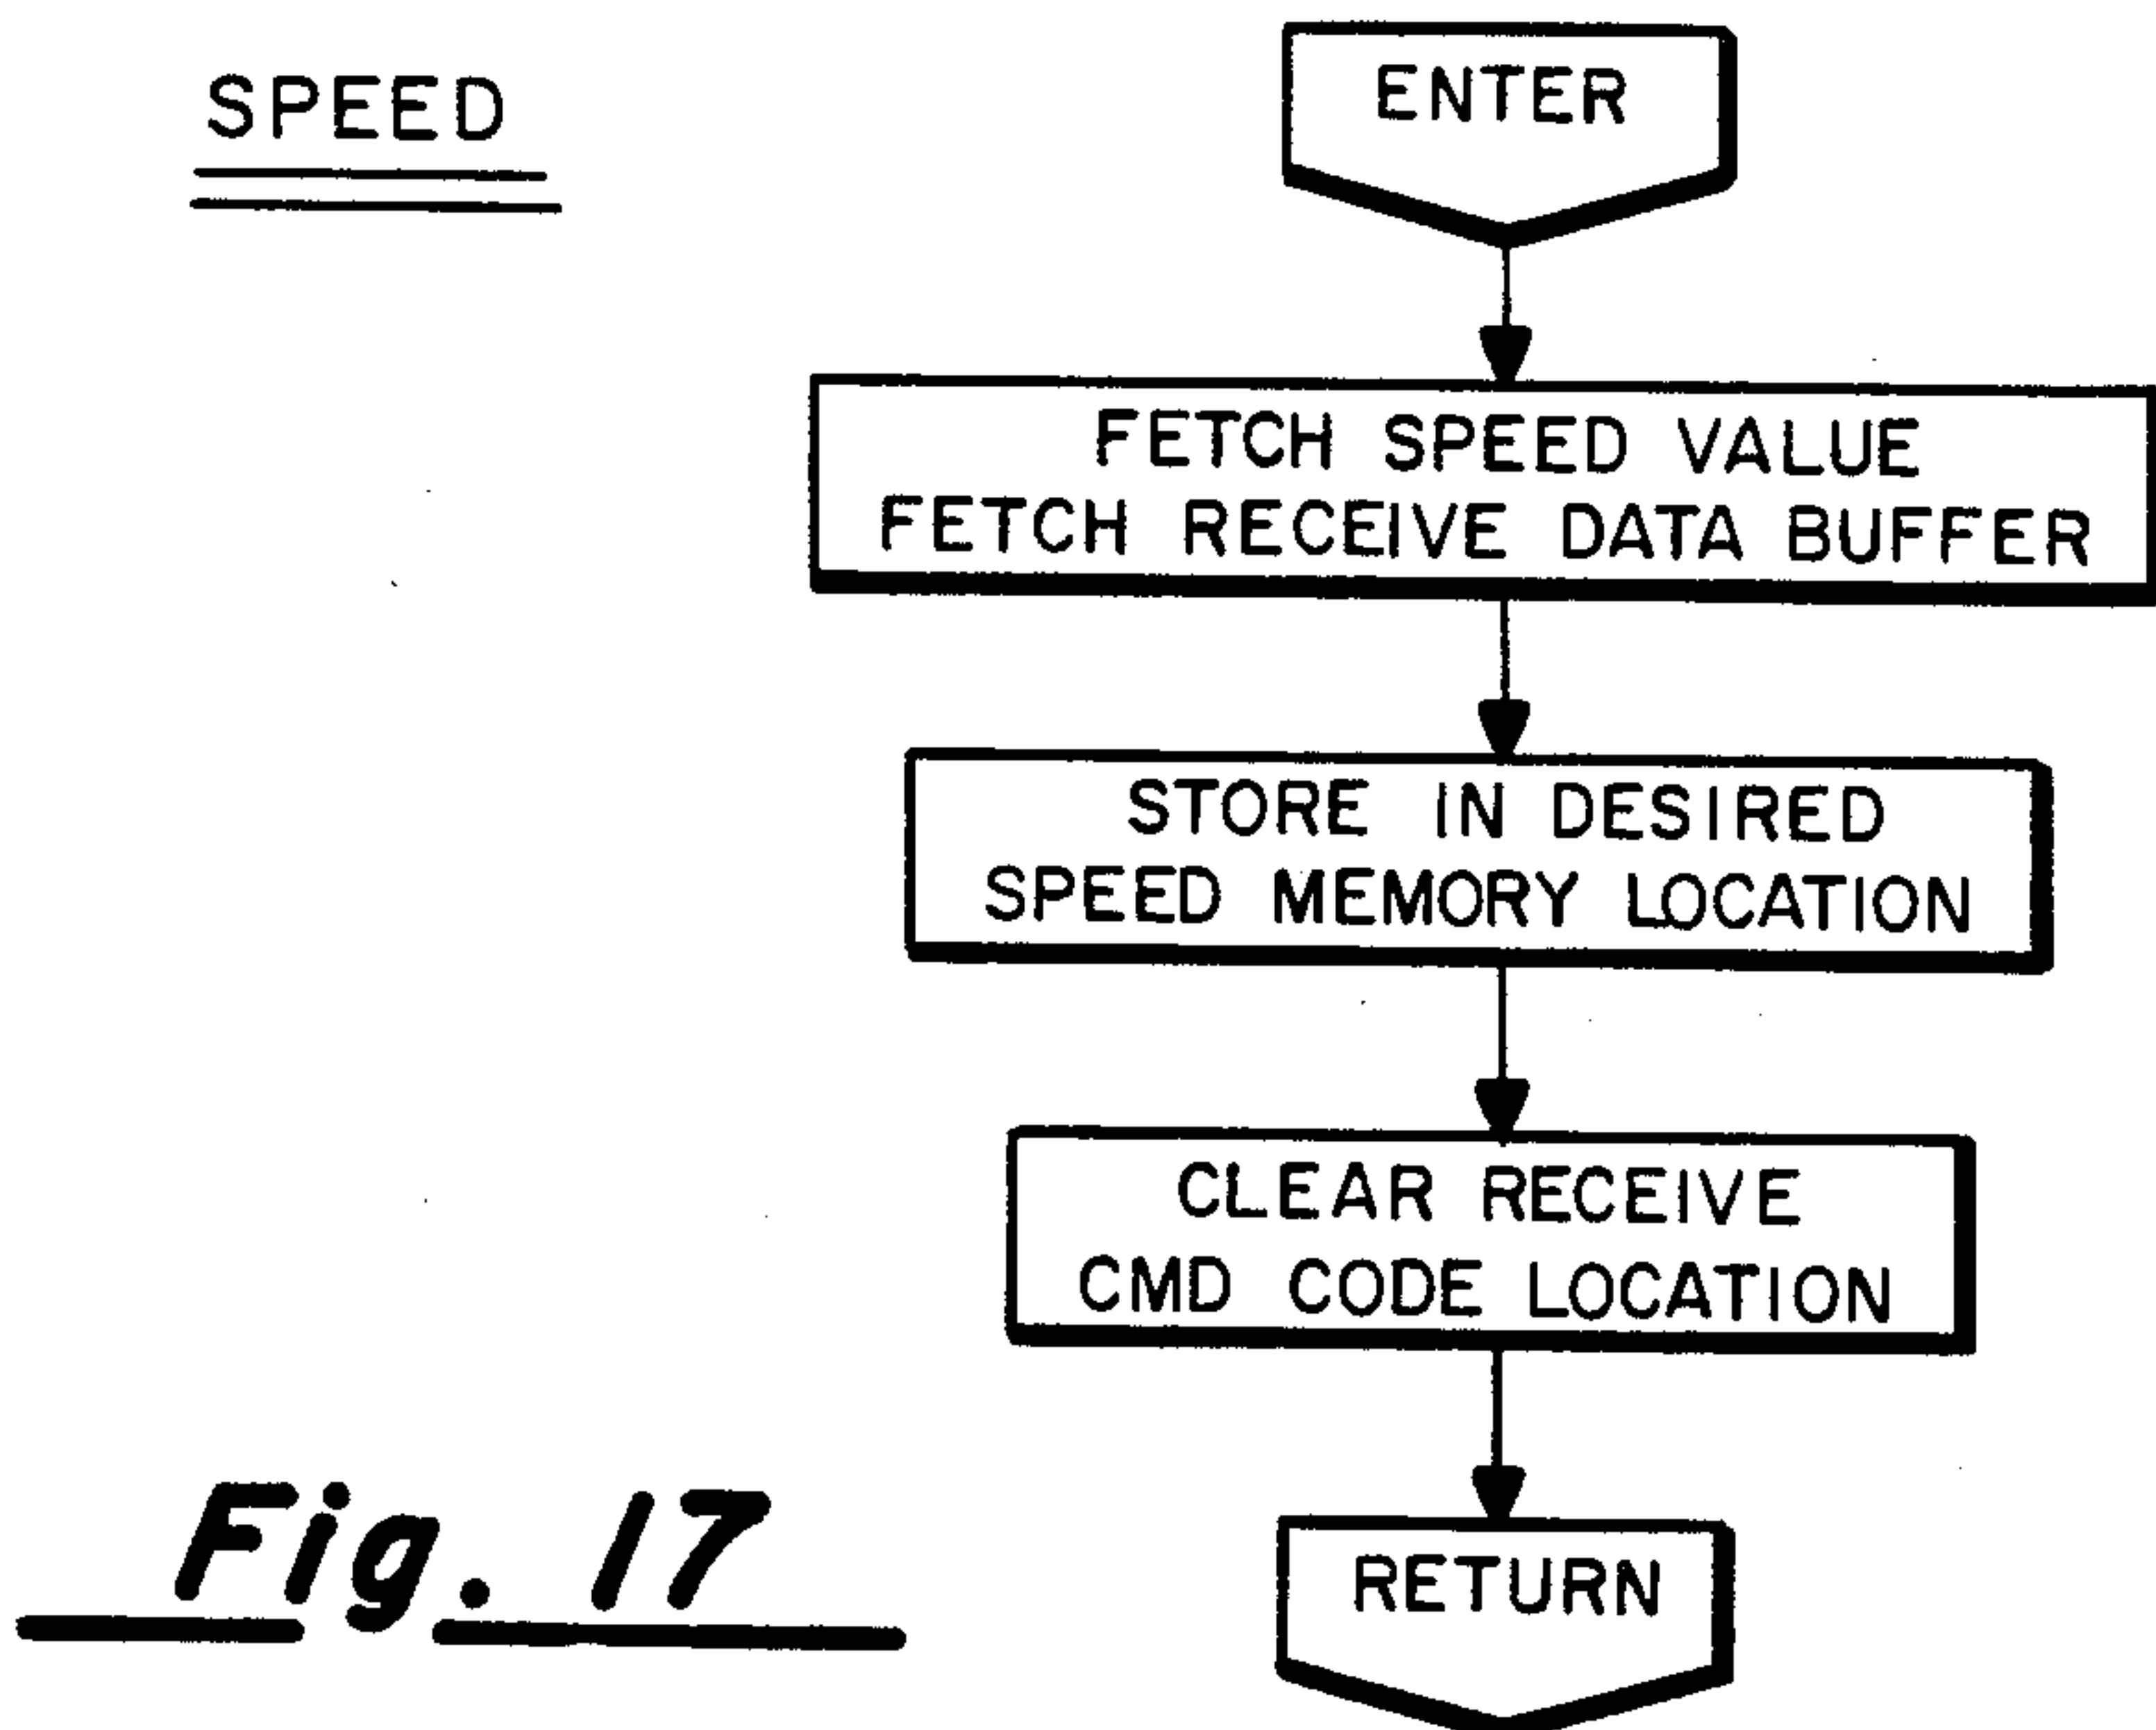 SPEED
ENTER
FETCH SPEED VALUE
FETCH RECEIVE DATA BUFFER
STORE IN DESIRED
SPEED MEMORY LOCATION
CLEAR RECEIVE
CMD CODE LOCATION
RETURN
Fig. 17